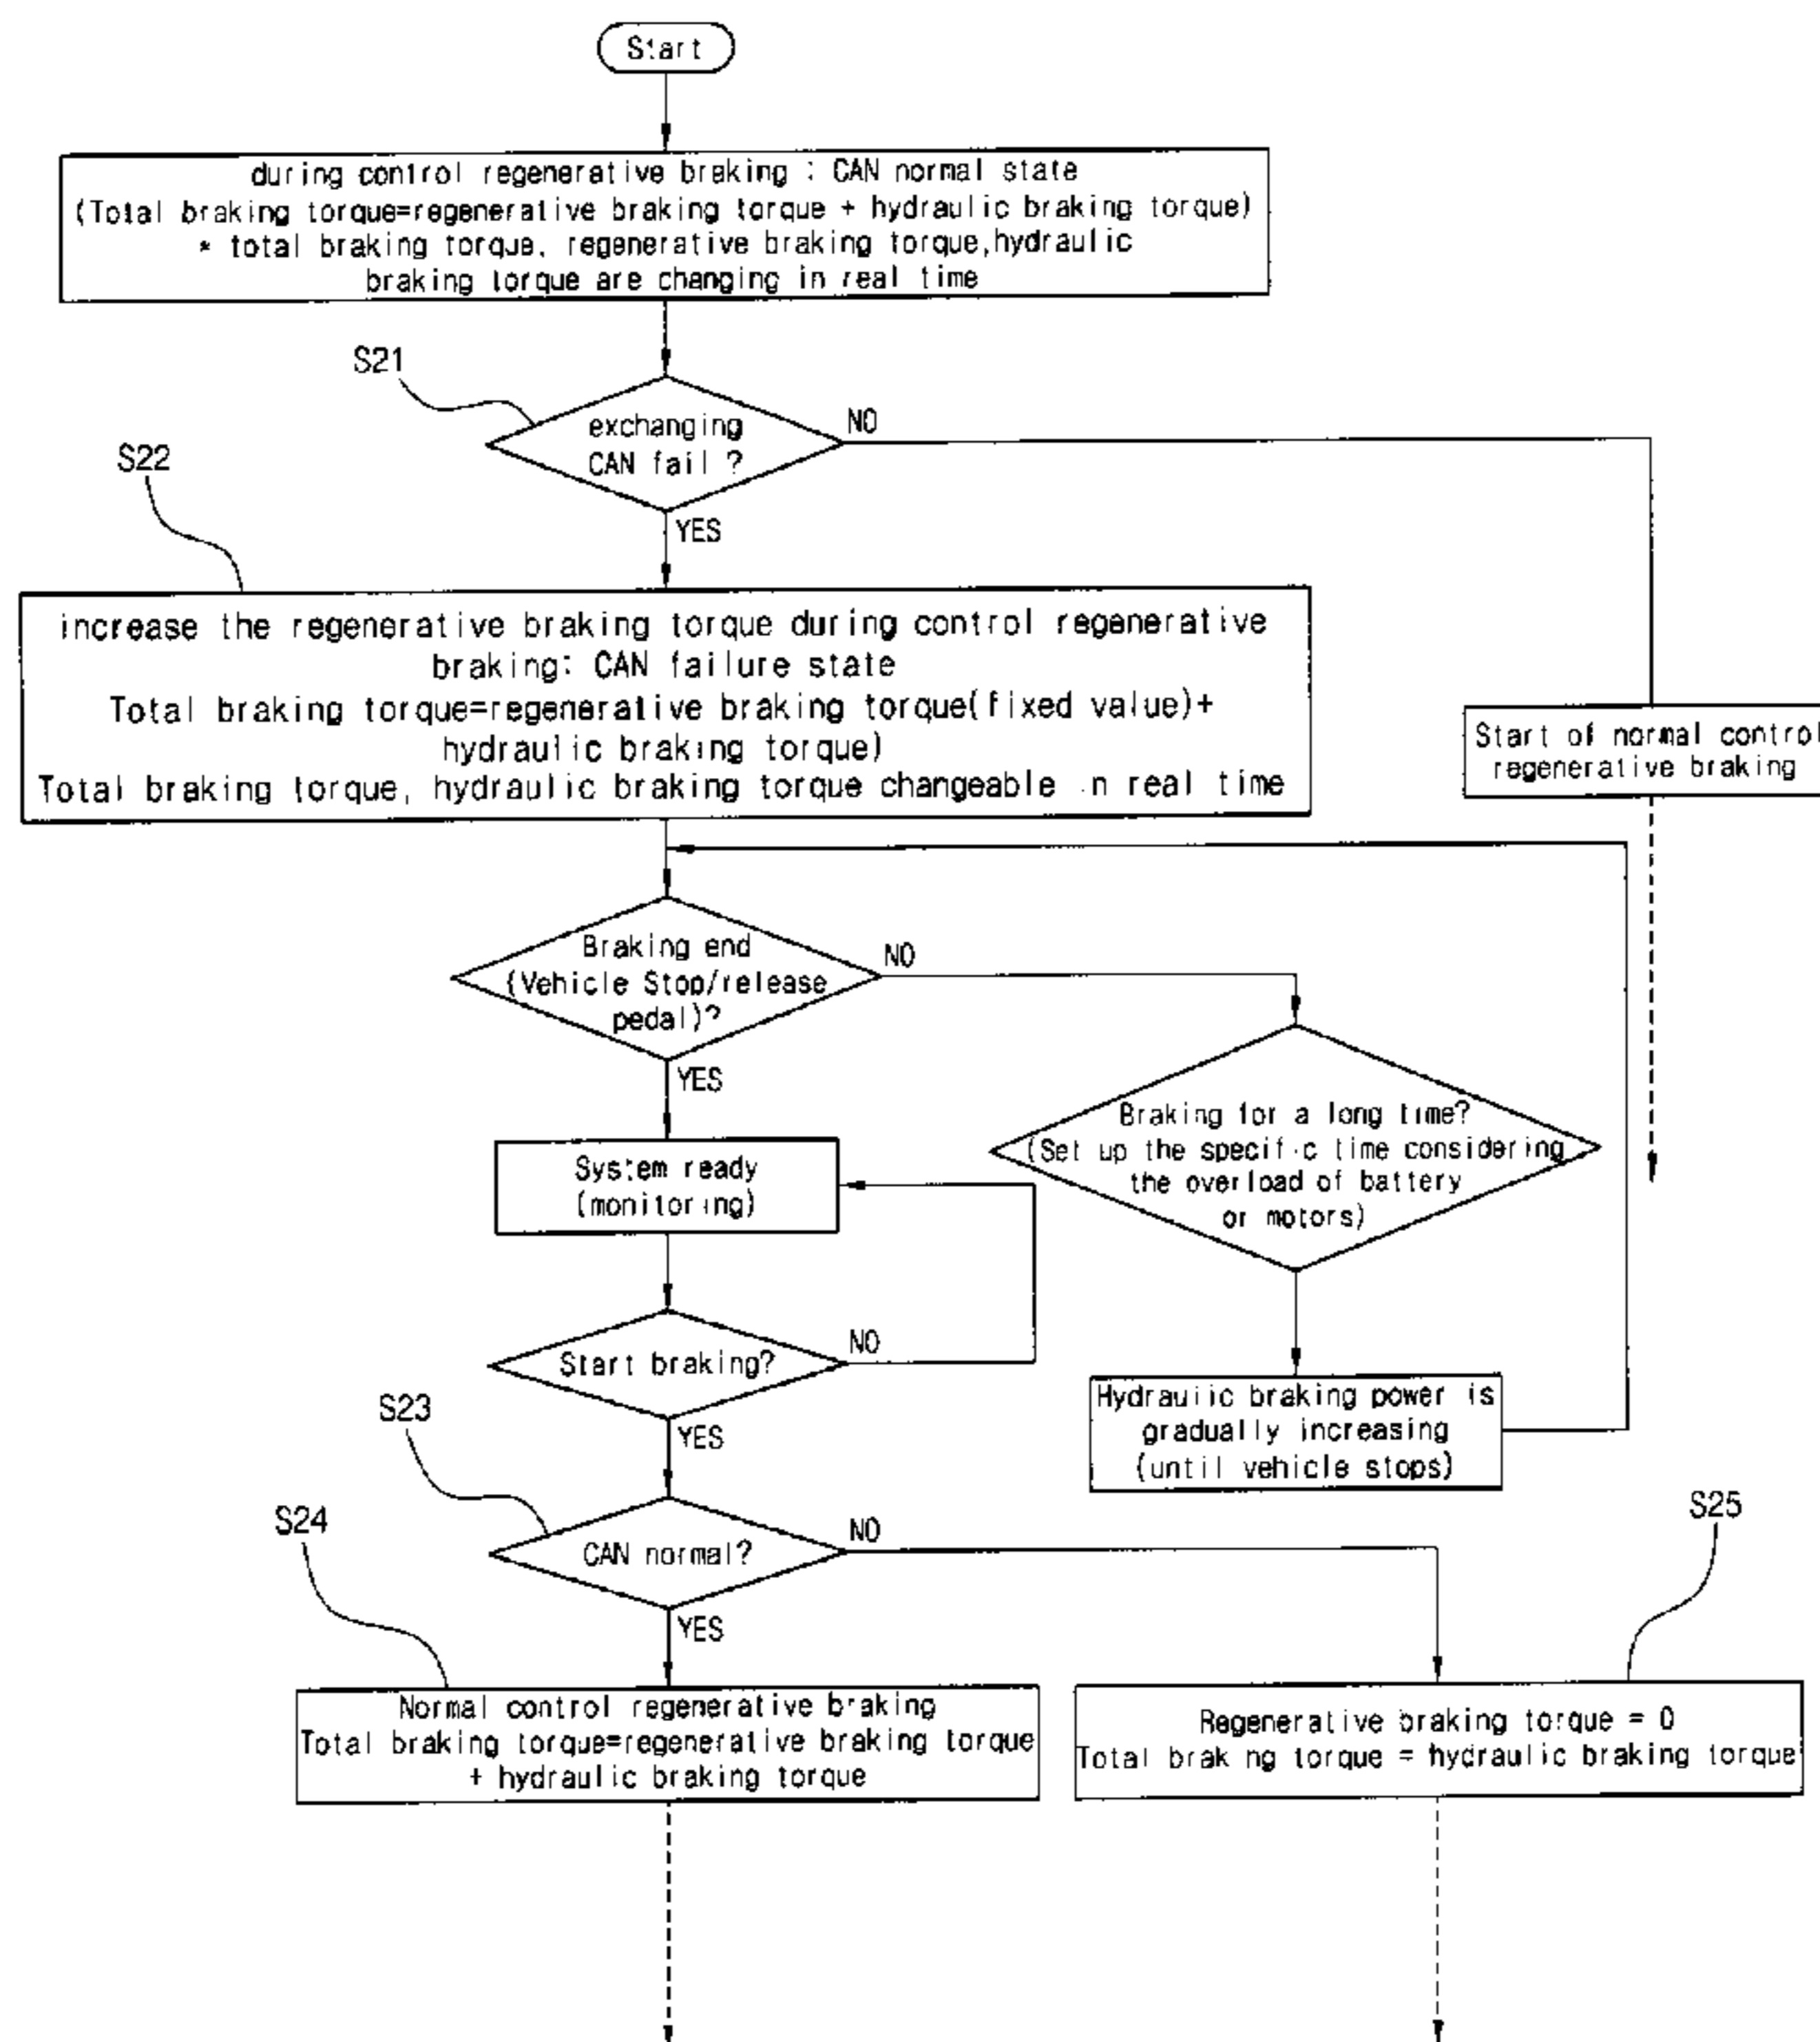 Start
during control regenerative braking : CAN normal state
(Total braking torque=regenerative braking torque + hydraulic braking torque)
* total braking torque, regenerative braking torque,hydraulic
braking torque are changing in real time
S21
exchanging
CAN fail ?
NO
YES
S22
increase the regenerative braking torque during control regenerative
braking: CAN failure state
Total braking torque=regenerative braking torque(fixed value)+
hydraulic braking torque)
Total braking torque, hydraulic braking torque changeable in real time
Start of normal control
regenerative braking
Braking end
(Vehicle Stop/release
pedal)?
NO
YES
Braking for a long time?
(Set up the specific time considering
the overload of battery
or motors)
System ready
(monitoring)
Start braking?
NO
YES
Hydraulic braking power is
gradually increasing
(until vehicle stops)
S23
CAN normal?
NO
YES
S24
Normal control regenerative braking
Total braking torque=regenerative braking torque
+ hydraulic braking torque
S25
Regenerative braking torque = 0
Total braking torque = hydraulic braking torque